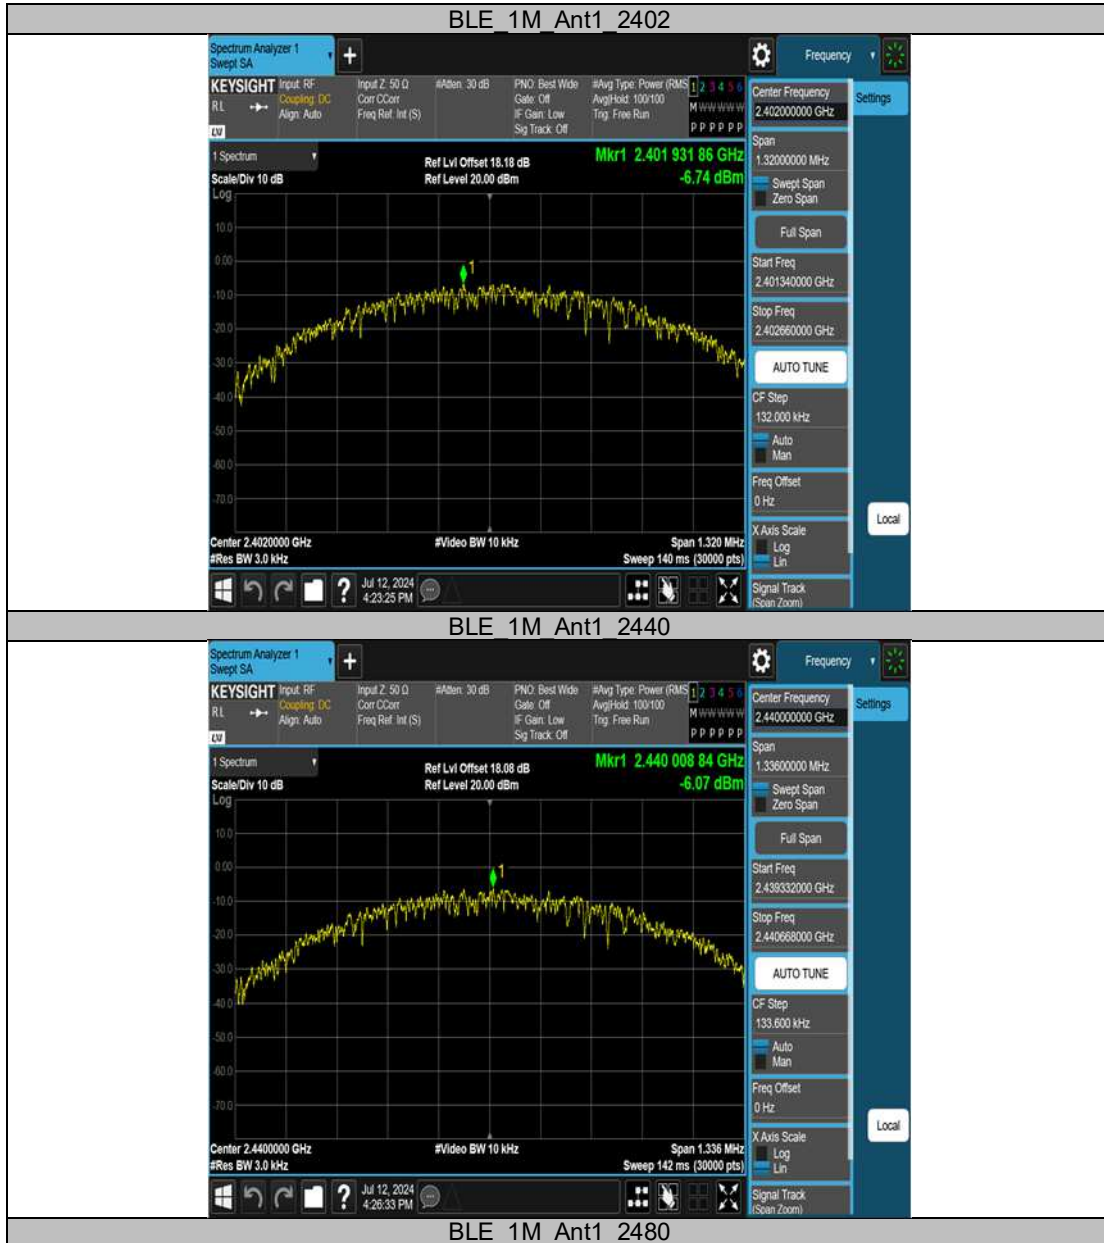 BLE_1M_Ant1_2402
Spectrum Analyzer 1
Swept SA
Frequency
KEYSIGHT
RL
Input: RF
Coupling: DC
Align: Auto
Input Z: 50 Ω
Corr CCorr
Freq Ref: Int (S)
#Atten: 30 dB
PNO: Best Wide
Gate: Off
IF Gain: Low
Sig Track: Off
#Avg Type: Power (RMS
Avg|Hold: 100/100
Trig: Free Run
1 2 3 4 5 6
M W W W W W
P P P P P P
1 Spectrum
Scale/Div 10 dB
Log
Ref Lvl Offset 18.18 dB
Ref Level 20.00 dBm
Mkr1 2.401 931 86 GHz
-6.74 dBm
10.0
0.00
-10.0
-20.0
-30.0
-40.0
-50.0
-60.0
-70.0
1
Center 2.4020000 GHz
#Res BW 3.0 kHz
#Video BW 10 kHz
Span 1.320 MHz
Sweep 140 ms (30000 pts)
Center Frequency
2.402000000 GHz
Settings
Span
1.32000000 MHz
Swept Span
Zero Span
Full Span
Start Freq
2.401340000 GHz
Stop Freq
2.402660000 GHz
AUTO TUNE
CF Step
132.000 kHz
Auto
Man
Freq Offset
0 Hz
X Axis Scale
Log
Lin
Local
Signal Track
(Span Zoom)
?
Jul 12, 2024
4:23:25 PM
BLE_1M_Ant1_2440
Spectrum Analyzer 1
Swept SA
Frequency
KEYSIGHT
RL
Input: RF
Coupling: DC
Align: Auto
Input Z: 50 Ω
Corr CCorr
Freq Ref: Int (S)
#Atten: 30 dB
PNO: Best Wide
Gate: Off
IF Gain: Low
Sig Track: Off
#Avg Type: Power (RMS
Avg|Hold: 100/100
Trig: Free Run
1 2 3 4 5 6
M W W W W W
P P P P P P
1 Spectrum
Scale/Div 10 dB
Log
Ref Lvl Offset 18.08 dB
Ref Level 20.00 dBm
Mkr1 2.440 008 84 GHz
-6.07 dBm
10.0
0.00
-10.0
-20.0
-30.0
-40.0
-50.0
-60.0
-70.0
1
Center 2.4400000 GHz
#Res BW 3.0 kHz
#Video BW 10 kHz
Span 1.336 MHz
Sweep 142 ms (30000 pts)
Center Frequency
2.440000000 GHz
Settings
Span
1.33600000 MHz
Swept Span
Zero Span
Full Span
Start Freq
2.439332000 GHz
Stop Freq
2.440668000 GHz
AUTO TUNE
CF Step
133.600 kHz
Auto
Man
Freq Offset
0 Hz
X Axis Scale
Log
Lin
Local
Signal Track
(Span Zoom)
?
Jul 12, 2024
4:26:33 PM
BLE_1M_Ant1_2480